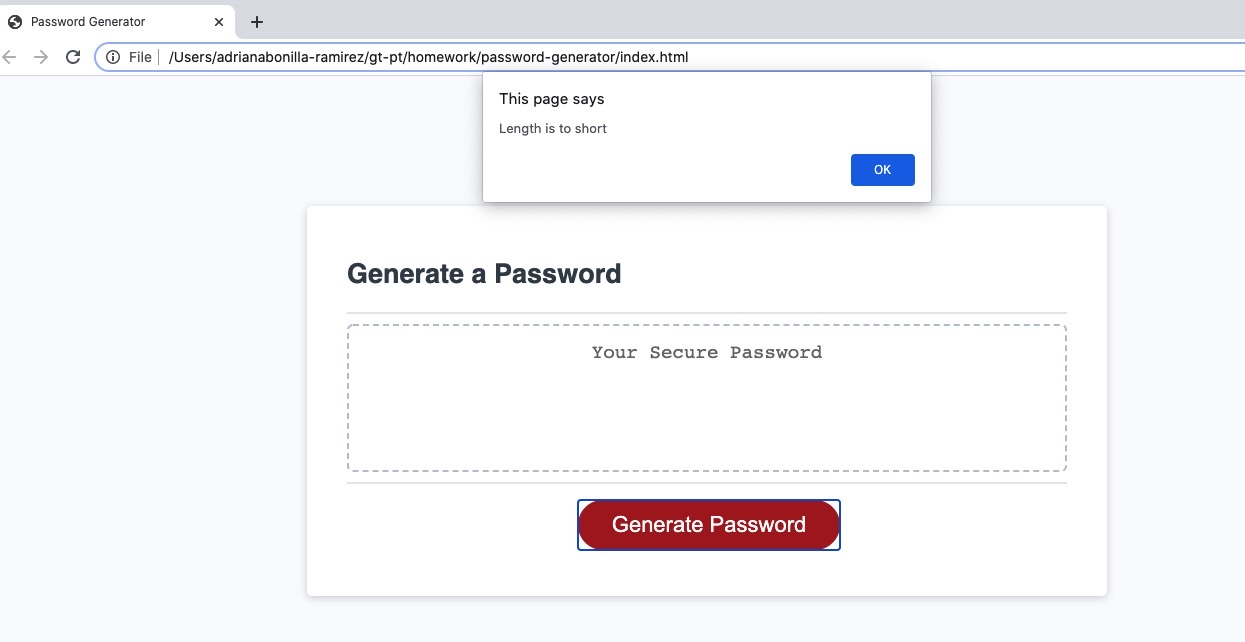 Password Generator
File
/Users/adrianabonilla-ramirez/gt-pt/homework/password-generator/index.html
This page says
Length is to short
OK
Generate a Password
Your Secure Password
Generate Password